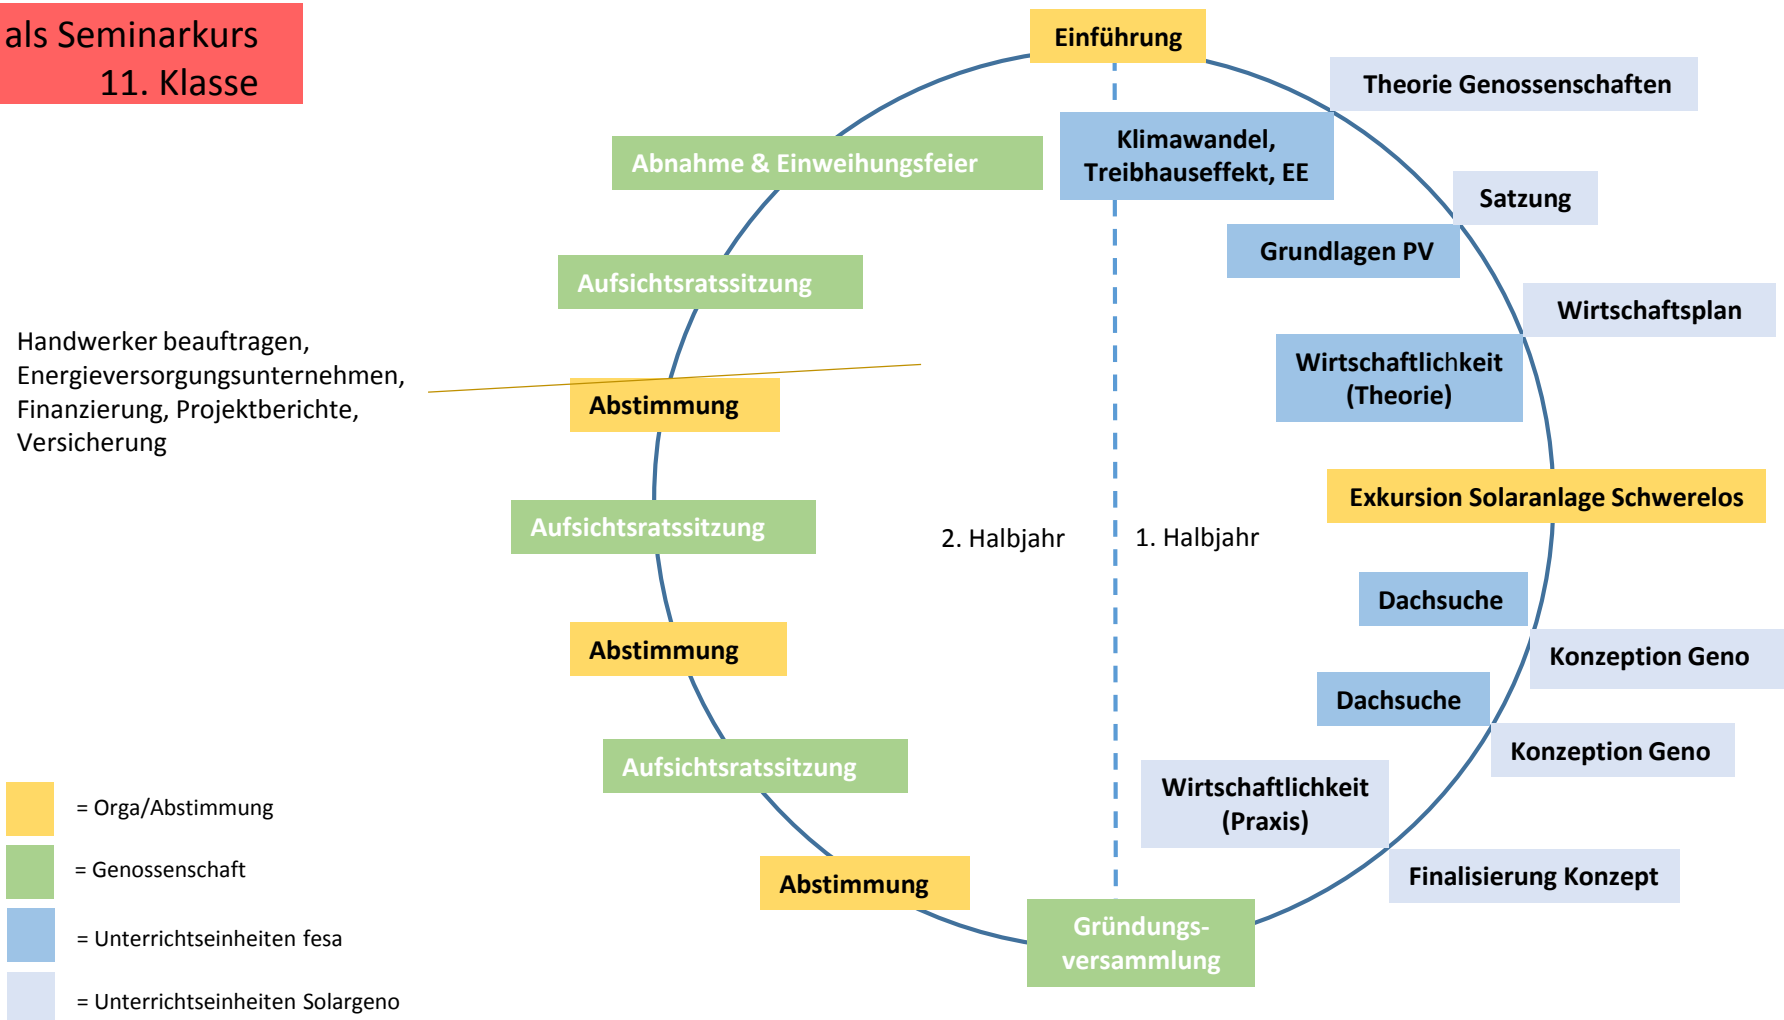 als Seminarkurs
11. Klasse
Einführung
Theorie Genossenschaften
Klimawandel,
Treibhauseffekt, EE
Satzung
Grundlagen PV
Wirtschaftsplan
Wirtschaftlichkeit
(Theorie)
Exkursion Solaranlage Schwerelos
Dachsuche
Konzeption Geno
Dachsuche
Konzeption Geno
Wirtschaftlichkeit
(Praxis)
Finalisierung Konzept
Gründungs-
versammlung
Abstimmung
Aufsichtsratssitzung
Abstimmung
Aufsichtsratssitzung
Abstimmung
Aufsichtsratssitzung
Abnahme & Einweihungsfeier
2. Halbjahr
1. Halbjahr
Handwerker beauftragen,
Energieversorgungsunternehmen,
Finanzierung, Projektberichte,
Versicherung
= Orga/Abstimmung
= Genossenschaft
= Unterrichtseinheiten fesa
= Unterrichtseinheiten Solargeno